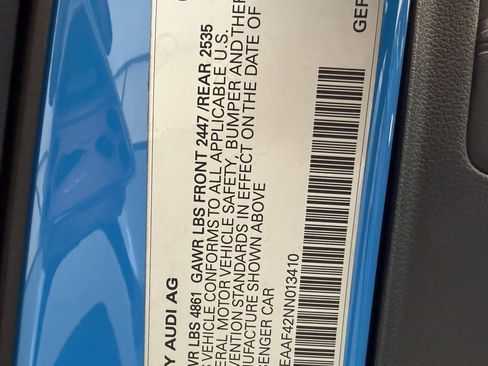 Y AUDI AG
WR LBS 4861 GAWR LBS FRONT 2447 /REAR 2535
S VEHICLE CONFORMS TO ALL APPLICABLE U.S.
ERAL MOTOR VEHICLE SAFETY, BUMPER AND THEF
VENTION STANDARDS IN EFFECT ON THE DATE OF
NUFACTURE SHOWN ABOVE
SENGER CAR
EAAF42NN013410
GER